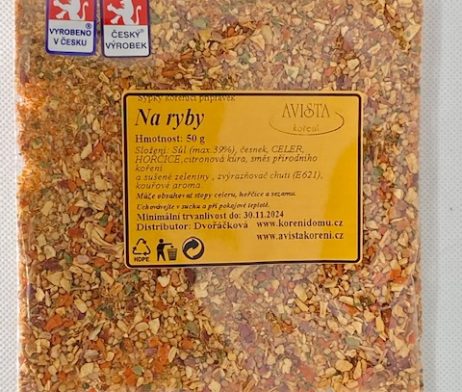 VYROBENO
V ČESKU
ČESKÝ
VÝROBEK
Sypký kořenicí přípravek
Na ryby
AVISTA
koření
Hmotnost: 50 g
Složení: Sůl (max 39%), česnek, CELER,
HOŘČICE, citronová kůra, směs přírodního
koření
a sušené zeleniny , zvýrazňovač chuti (E621),
kouřové aroma.
Může obsahovat stopy celeru, hořčice a sezamu.
Uchovávejte v suchu a při pokojové teplotě.
Minimální trvanlivost do: 30.11.2024
Distributor: Dvořáčková www.korenidomu.cz
www.avistakoreni.cz
HDPE